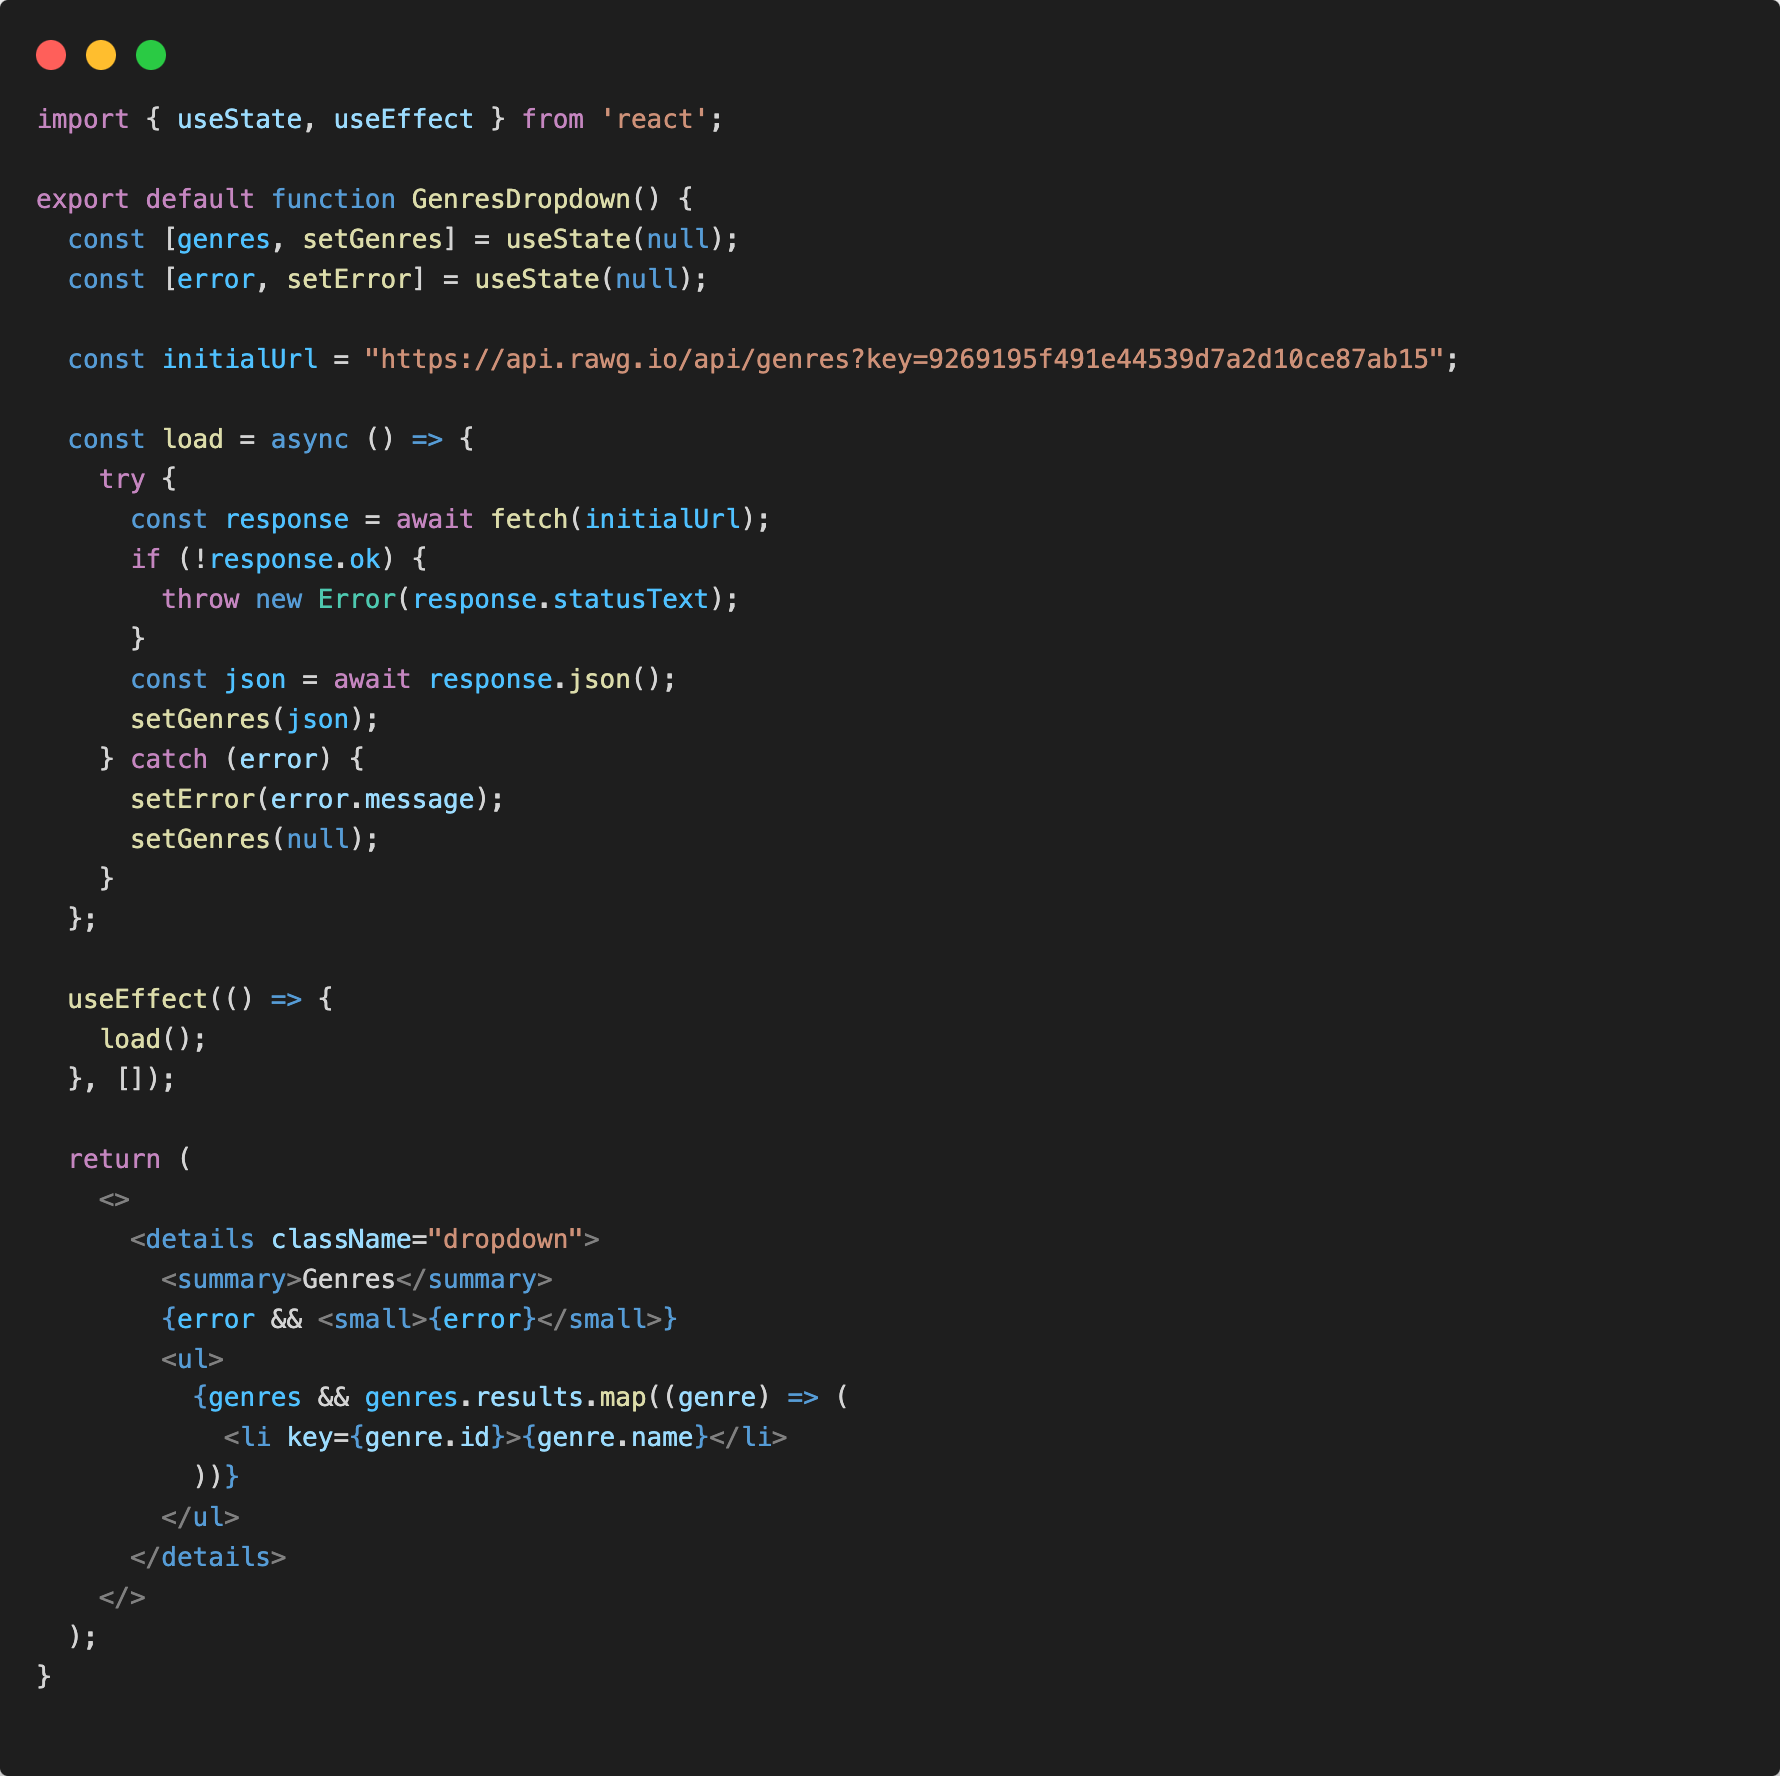 import { useState, useEffect } from 'react';

export default function GenresDropdown() {
  const [genres, setGenres] = useState(null);
  const [error, setError] = useState(null);

  const initialUrl = "https://api.rawg.io/api/genres?key=9269195f491e44539d7a2d10ce87ab15";

  const load = async () => {
    try {
      const response = await fetch(initialUrl);
      if (!response.ok) {
        throw new Error(response.statusText);
      }
      const json = await response.json();
      setGenres(json);
    } catch (error) {
      setError(error.message);
      setGenres(null);
    }
  };

  useEffect(() => {
    load();
  }, []);

  return (
    <>
      <details className="dropdown">
        <summary>Genres</summary>
        {error && <small>{error}</small>}
        <ul>
          {genres && genres.results.map((genre) => (
            <li key={genre.id}>{genre.name}</li>
          ))}
        </ul>
      </details>
    </>
  );
}